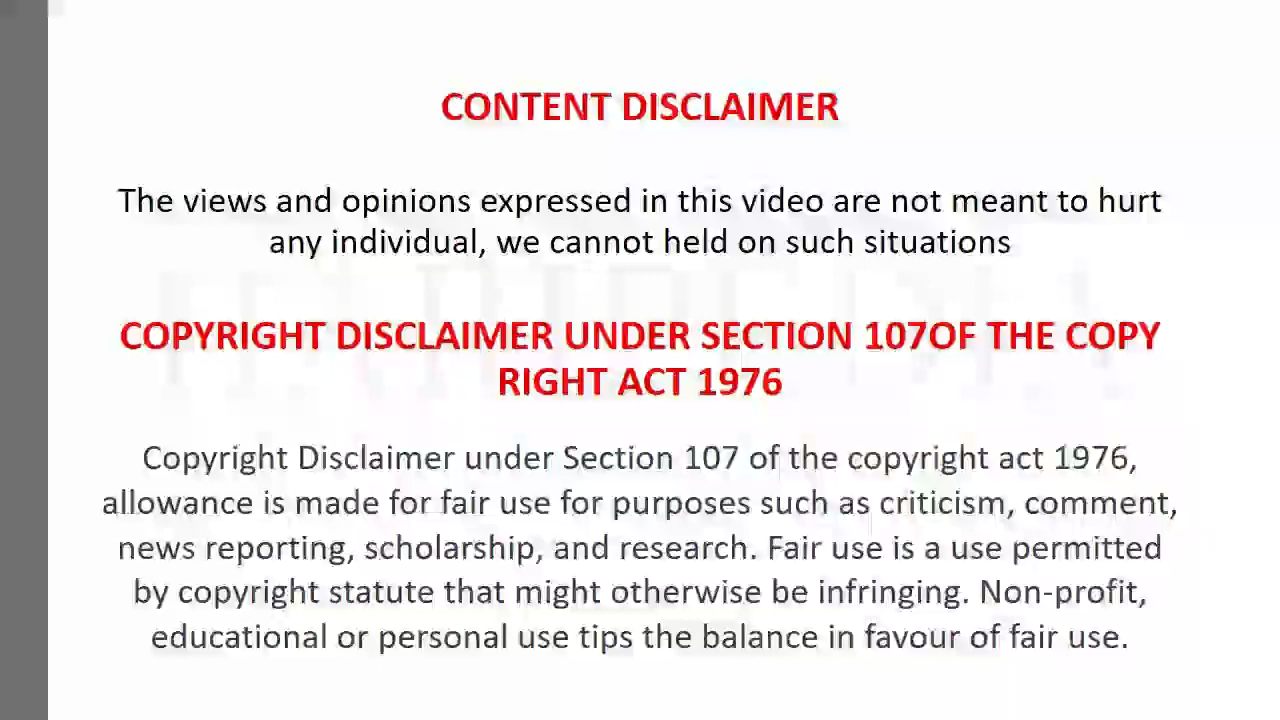 CONTENT DISCLAIMER
The views and opinions expressed in this video are not meant to hurt
any individual, we cannot held on such situations
COPYRIGHT DISCLAIMER UNDER SECTION 107OF THE COPY
RIGHT ACT 1976
Copyright Disclaimer under Section 107 of the copyright act 1976,
allowance is made for fair use for purposes such as criticism, comment,
news reporting, scholarship, and research. Fair use is a use permitted
by copyright statute that might otherwise be infringing. Non-profit,
educational or personal use tips the balance in favour of fair use.